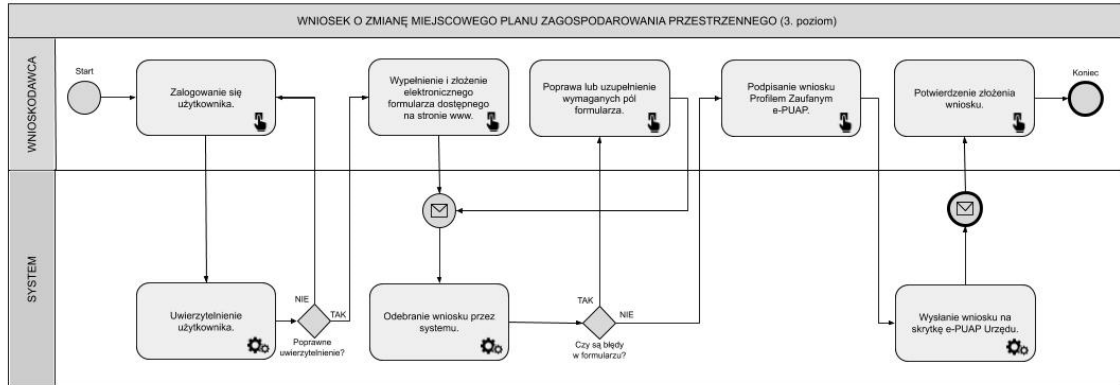 WNIOSEK O ZMIANĘ MIEJSCOWEGO PLANU ZAGOSPODAROWANIA PRZESTRZENNEGO (3. poziom)
WNIOSKODAWCA
Start
Zalogowanie się
użytkownika.
Wypełnienie i złożenie
elektronicznego
formularza dostępnego
na stronie www.
Poprawa lub uzupełnienie
wymaganych pól
formularza.
Podpisanie wniosku
Profilem Zaufanym
e-PUAP.
Potwierdzenie złożenia
wniosku.
Koniec
SYSTEM
Uwierzytelnienie
użytkownika.
NIE
TAK
Poprawne
uwierzytelnienie?
Odebranie wniosku przez
systemu.
TAK
NIE
Czy są błędy
w formularzu?
Wysłanie wniosku na
skrytkę e-PUAP Urzędu.